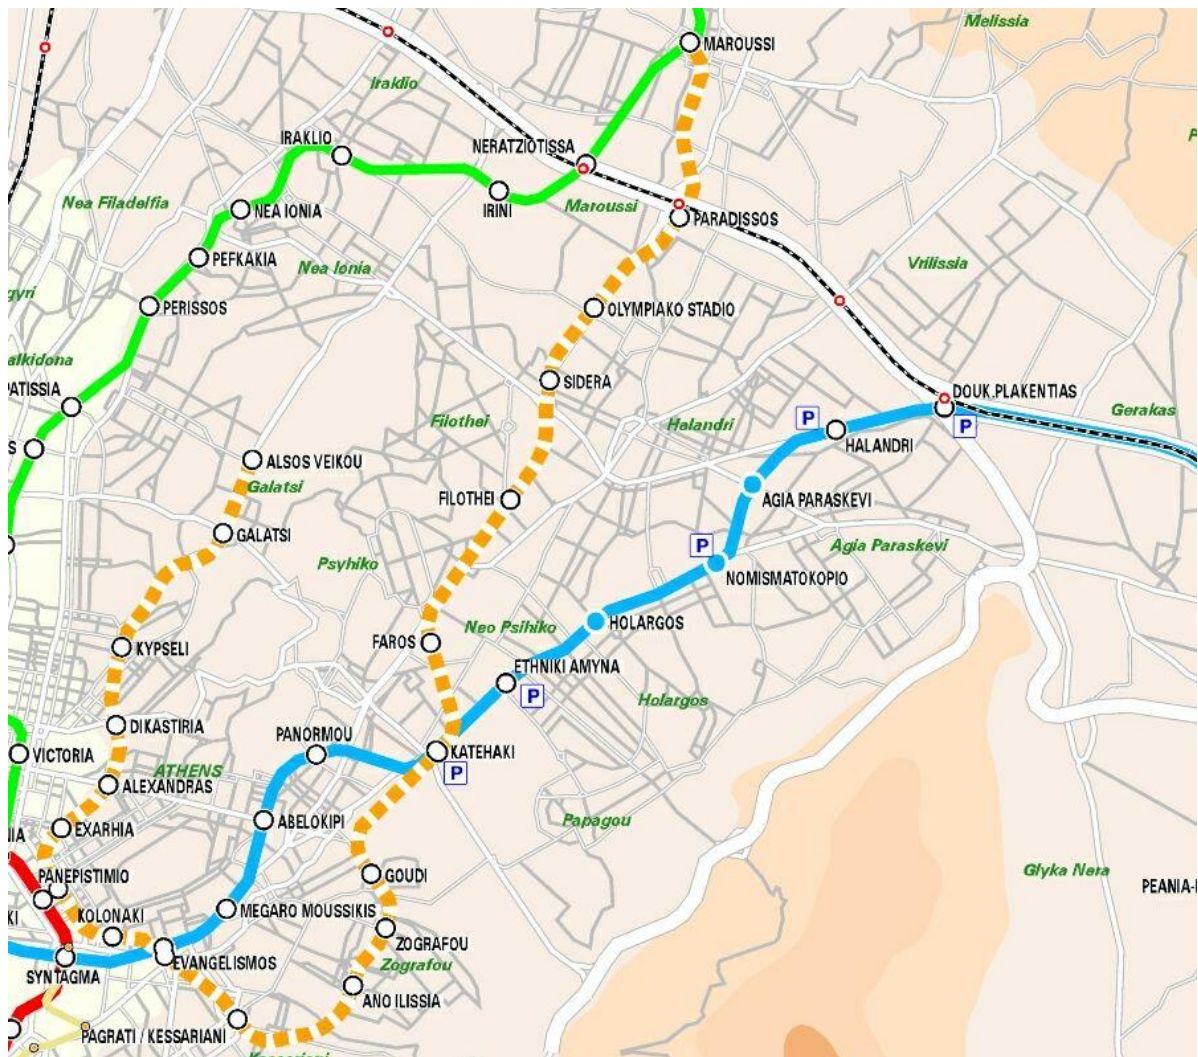 Melissia
MAROUSSI
Iraklio
IRAKLIO
NERATZIOTISSA
Nea Filadelfia
NEA IONIA
IRINI
Maroussi
PARADISSOS
PEFKAKIA
Nea Ionia
Vrilissia
PERISSOS
OLYMPIAKO STADIO
SIDERA
DOUK.PLAKENTIAS
Gerakas
Filothei
Halandri
P
HALANDRI
P
ALSOS VEIKOU
Galatsi
FILOTHEI
AGIA PARASKEVI
GALATSI
P
Agia Paraskevi
Psyhiko
NOMISMATOKOPIO
Neo Psihiko
HOLARGOS
KYPSELI
FAROS
ETHNIKI AMYNA
P
Holargos
DIKASTIRIA
PANORMOU
VICTORIA
KATEHAKI
P
ATHENS
ALEXANDRAS
EXARHIA
ABELOKIPI
Papagou
PANEPISTIMIO
GOUDI
Glyka Nera
KOLONAKI
MEGARO MOUSSIKIS
ZOGRAFOU
EVANGELISMOS
Zografou
SYNTAGMA
ANO ILISSIA
PAGRATI / KESSARIANI